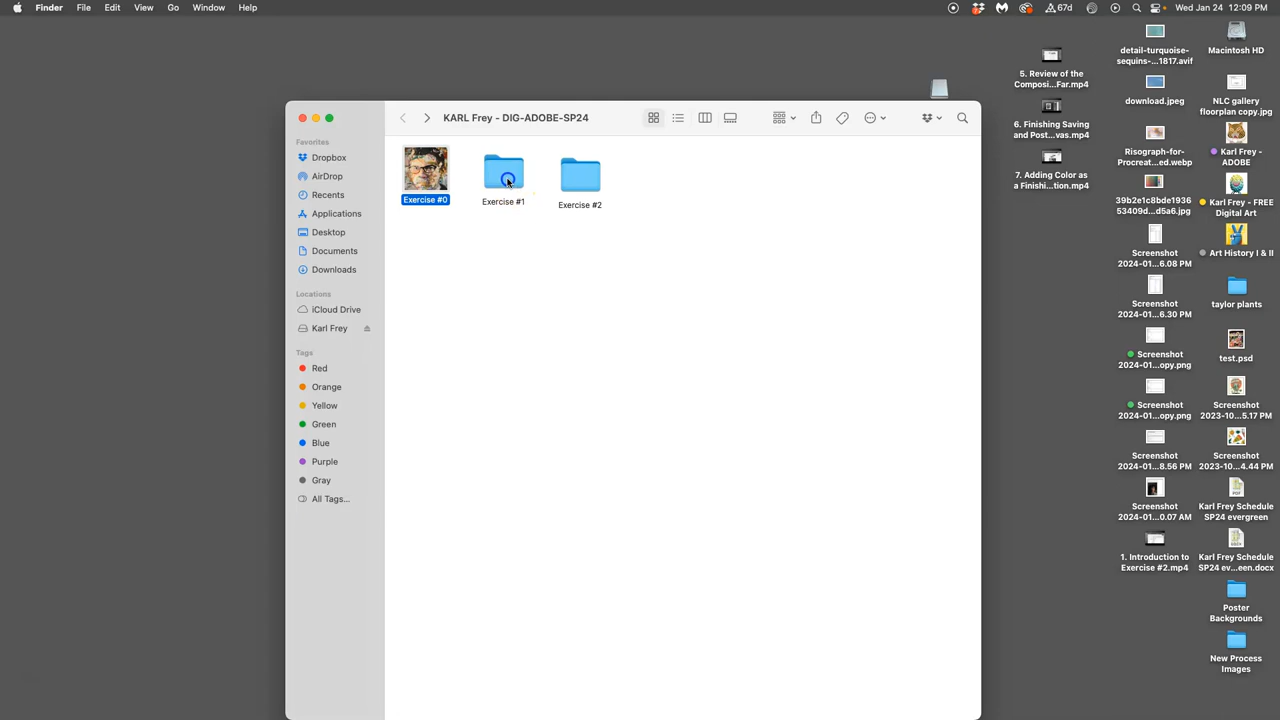 Finder File Edit View Go Window Help
67d
Wed Jan 24 12:09 PM
KARL Frey - DIG-ADOBE-SP24
Favorites
Dropbox
AirDrop
Recents
Applications
Desktop
Documents
Downloads
Locations
iCloud Drive
Karl Frey
Tags
Red
Orange
Yellow
Green
Blue
Purple
Gray
All Tags...
Exercise #0
Exercise #1
Exercise #2
5. Review of the
Composi...Far.mp4
6. Finishing Saving
and Post...vas.mp4
7. Adding Color as
a Finishi...tion.mp4
detail-turquoise-
sequins-...1817.avif
download.jpeg
Risograph-for-
Procreat...ed.webp
39b2e1c8bde1936
53409d...d5a6.jpg
Screenshot
2024-01...6.08 PM
Screenshot
2024-01...6.30 PM
Screenshot
2024-01...opy.png
Screenshot
2024-01...opy.png
Screenshot
2024-01...8.56 PM
Screenshot
2024-01...0.07 AM
1. Introduction to
Exercise #2.mp4
Macintosh HD
NLC gallery
floorplan copy.jpg
Karl Frey -
ADOBE
Karl Frey - FREE
Digital Art
Art History I & II
taylor plants
test.psd
Screenshot
2023-10...5.17 PM
Screenshot
2023-10...4.44 PM
Karl Frey Schedule
SP24 evergreen
Karl Frey Schedule
SP24 ev...een.docx
Poster
Backgrounds
New Process
Images